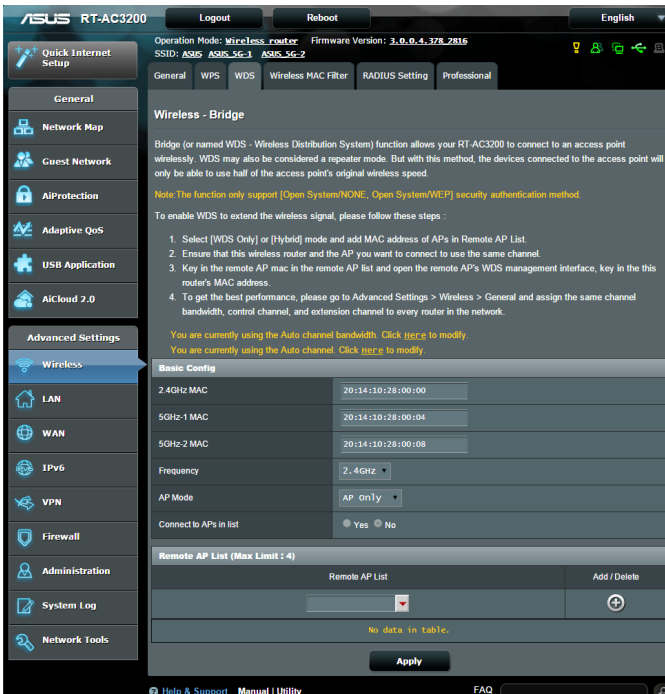 ASUS RT-AC3200 Logout Reboot English
Operation Mode: Wireless router Firmware Version: 3.0.0.4.378_2816
SSID: ASUS ASUS_5G-1 ASUS_5G-2
Quick Internet
Setup
General
Network Map
Guest Network
AiProtection
Adaptive QoS
USB Application
AiCloud 2.0
Advanced Settings
Wireless
LAN
WAN
IPv6
VPN
Firewall
Administration
System Log
Network Tools
General WPS WDS Wireless MAC Filter RADIUS Setting Professional
Wireless - Bridge
Bridge (or named WDS - Wireless Distribution System) function allows your RT-AC3200 to connect to an access point
wirelessly. WDS may also be considered a repeater mode. But with this method, the devices connected to the access point will
only be able to use half of the access point's original wireless speed.
Note:The function only support [Open System/NONE, Open System/WEP] security authentication method.
To enable WDS to extend the wireless signal, please follow these steps :
1. Select [WDS Only] or [Hybrid] mode and add MAC address of APs in Remote AP List.
2. Ensure that this wireless router and the AP you want to connect to use the same channel.
3. Key in the remote AP mac in the remote AP list and open the remote AP's WDS management interface, key in the this
router's MAC address.
4. To get the best performance, please go to Advanced Settings > Wireless > General and assign the same channel
bandwidth, control channel, and extension channel to every router in the network.
You are currently using the Auto channel bandwidth. Click Here to modify.
You are currently using the Auto channel. Click Here to modify.
Basic Config
2.4GHz MAC 20:14:10:28:00:00
5GHz-1 MAC 20:14:10:28:00:04
5GHz-2 MAC 20:14:10:28:00:08
Frequency 2.4GHz
AP Mode AP Only
Connect to APs in list Yes No
Remote AP List (Max Limit : 4)
Remote AP List Add / Delete
No data in table.
Apply
Help & Support Manual | Utility FAQ